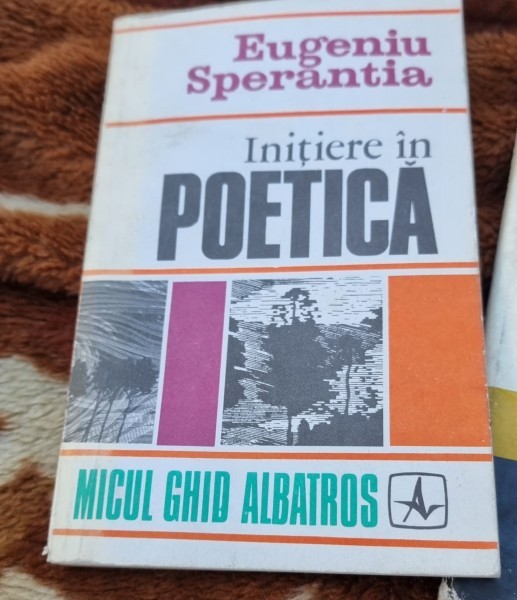 Eugeniu
Sperantia
Inițiere în
POETICĂ
MICUL GHID ALBATROS